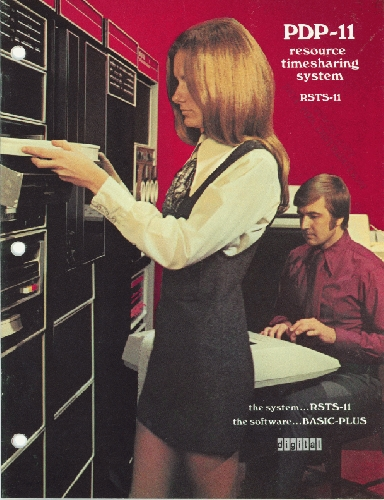 PDP-11
resource
timesharing
system
RSTS-11
the system...RSTS-11
the software...BASIC-PLUS
digital